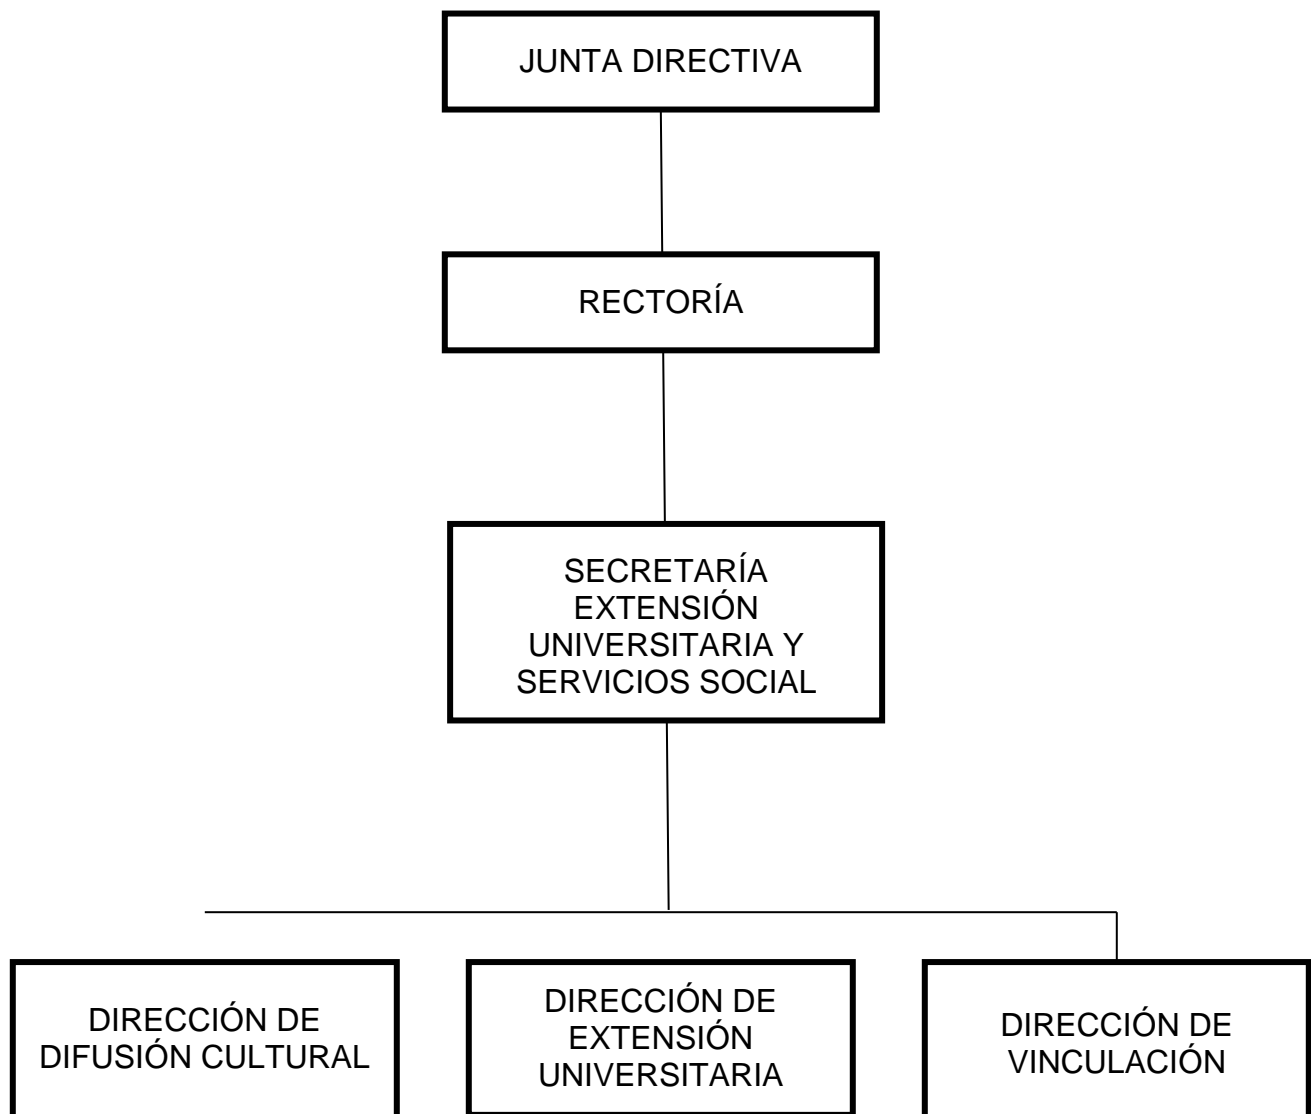 JUNTA DIRECTIVA
RECTORÍA
SECRETARÍA
EXTENSIÓN
UNIVERSITARIA Y
SERVICIOS SOCIAL
DIRECCIÓN DE
DIFUSIÓN CULTURAL
DIRECCIÓN DE
EXTENSIÓN
UNIVERSITARIA
DIRECCIÓN DE
VINCULACIÓN